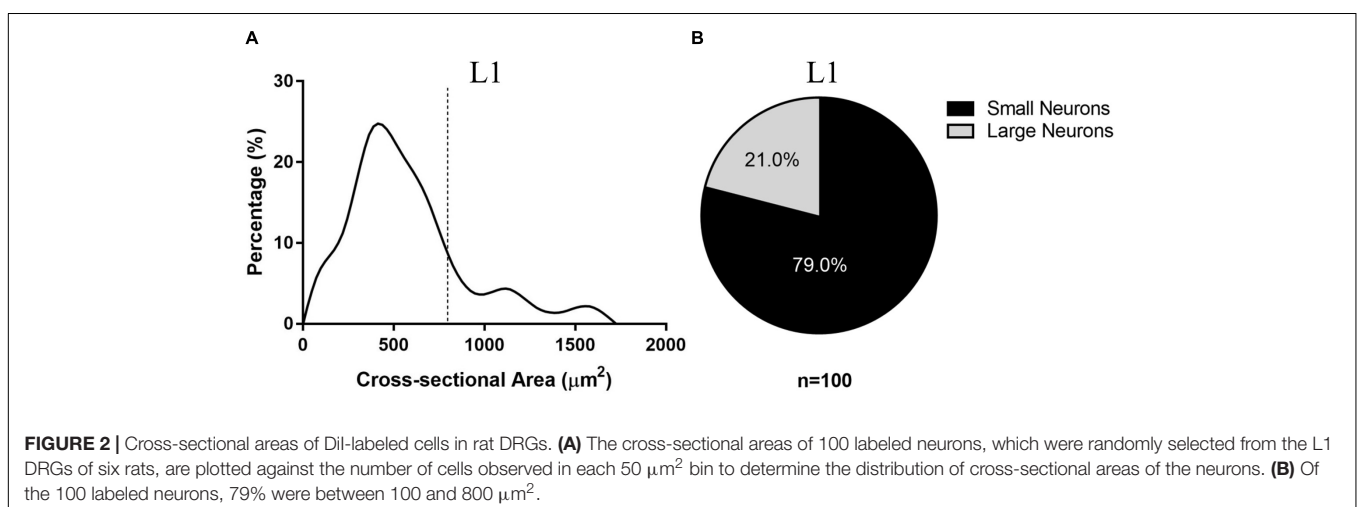 A
L1
30
20
10
0
Percentage (%)
0 500 1000 1500 2000
Cross-sectional Area (μm²)
B
L1
21.0%
79.0%
n=100
Small Neurons
Large Neurons
FIGURE 2 | Cross-sectional areas of DiI-labeled cells in rat DRGs. (A) The cross-sectional areas of 100 labeled neurons, which were randomly selected from the L1
DRGs of six rats, are plotted against the number of cells observed in each 50 μm² bin to determine the distribution of cross-sectional areas of the neurons. (B) Of
the 100 labeled neurons, 79% were between 100 and 800 μm².